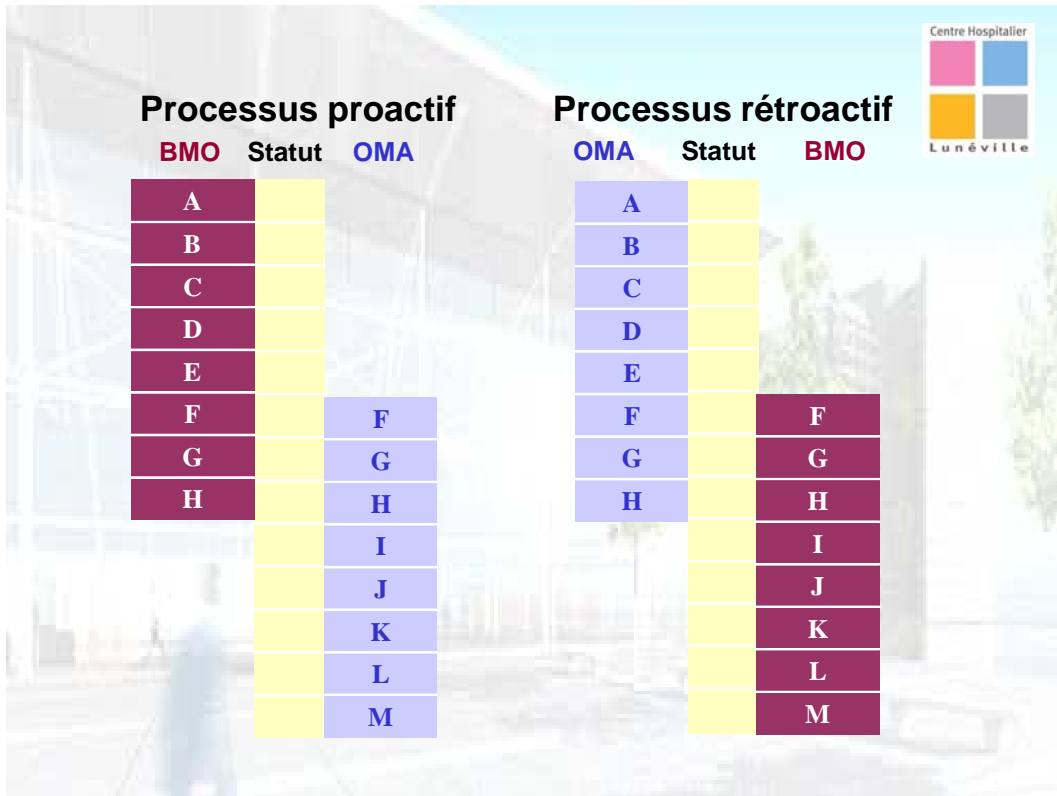 Centre Hospitalier
Lunéville
Processus proactif Processus rétroactif
BMO Statut OMA OMA Statut BMO
A A
B B
C C
D D
E E
F F F F
G G G G
H H H H
I I
J J
K K
L L
M M